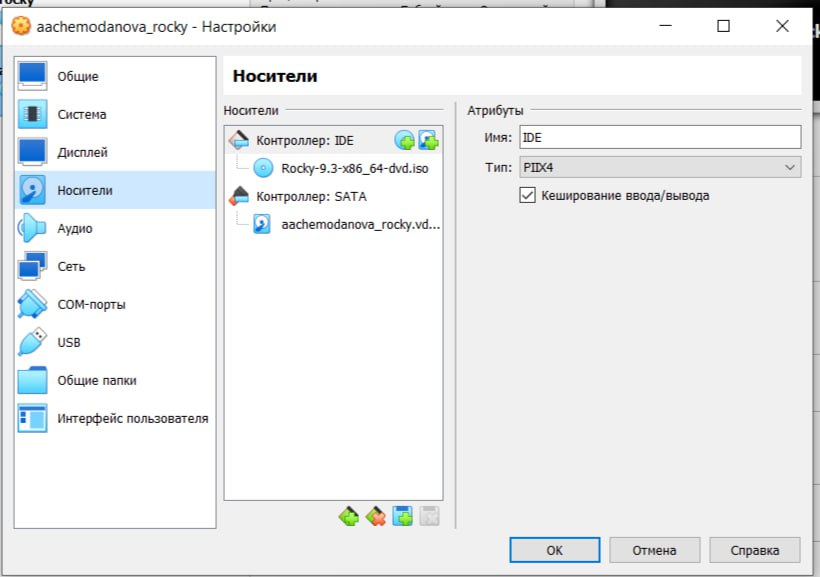 aachemodanova_rocky - Настройки
Общие
Система
Дисплей
Носители
Аудио
Сеть
COM-порты
USB
Общие папки
Интерфейс пользователя
Носители
Носители
Контроллер: IDE
Rocky-9.3-x86_64-dvd.iso
Контроллер: SATA
aachemodanova_rocky.vd...
Атрибуты
Имя: IDE
Тип: PIIX4
Кеширование ввода/вывода
ОК
Отмена
Справка